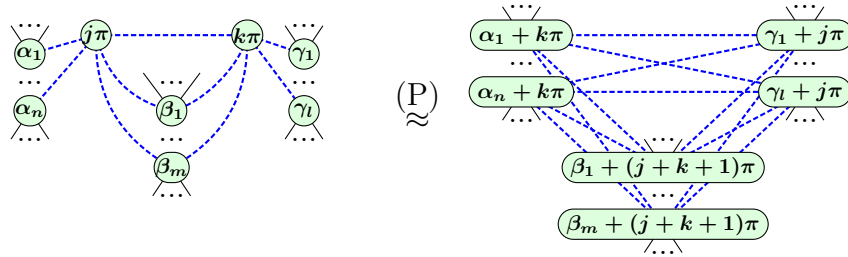 ... jπ kπ ... ... ...
α₁ γ₁ α₁ + kπ γ₁ + jπ
... ... ... ... ...
αₙ β₁ γₗ (P) αₙ + kπ γₗ + jπ
... ... ... ≈ ... ... ...
βₘ β₁ + (j + k + 1)π
... ...
βₘ + (j + k + 1)π
...